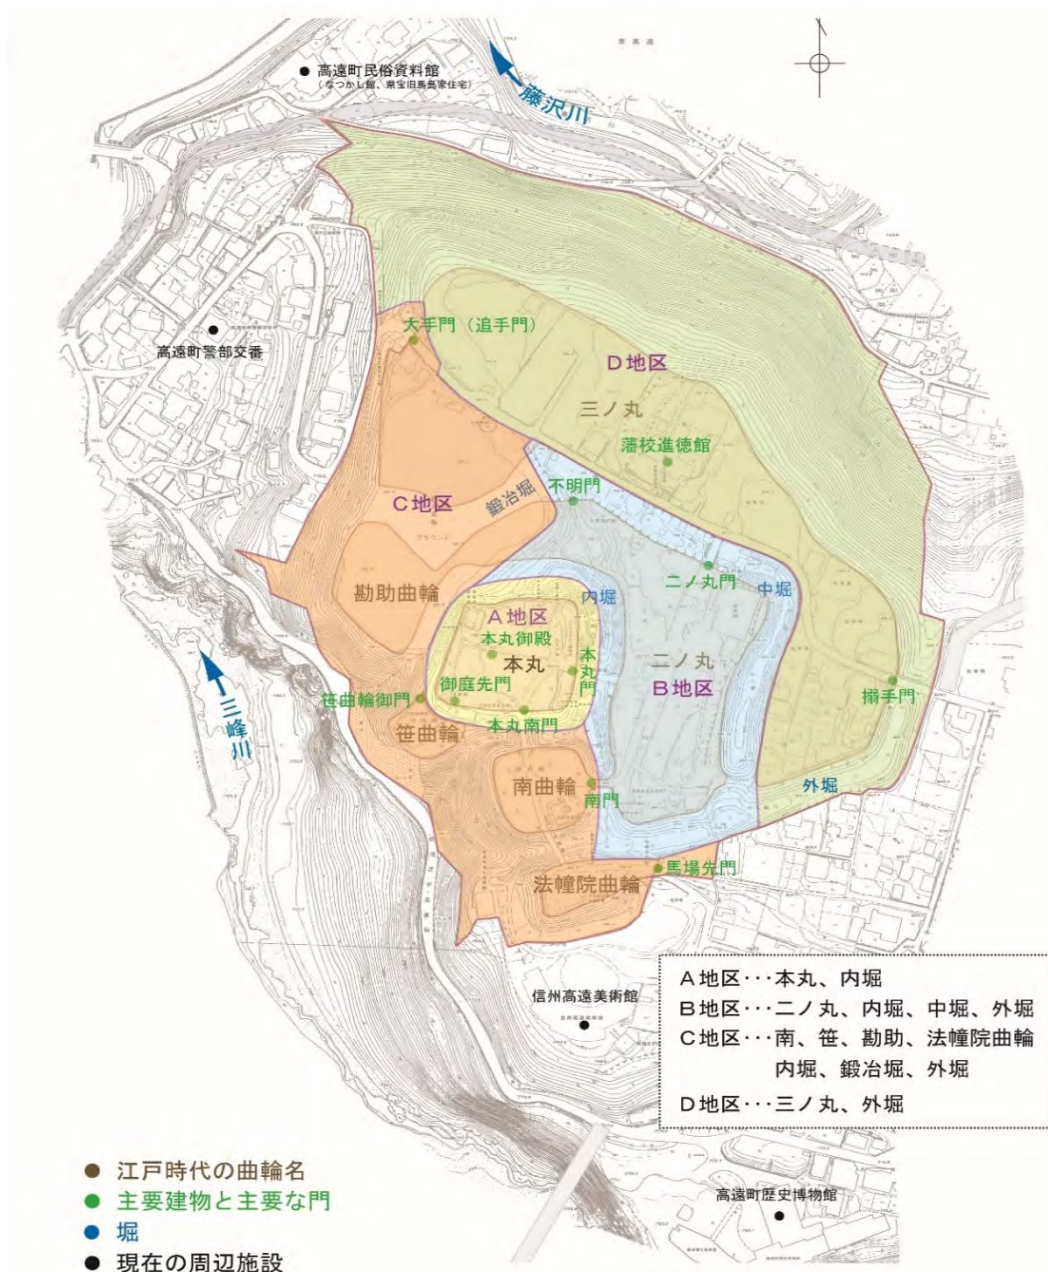 東高遠
高遠町民俗資料館
（なつかし館、県宝旧馬島家住宅）
藤沢川
高遠町警部交番
大手門（追手門）
D地区
三ノ丸
藩校進徳館
C地区
鍛冶堀
不明門
二ノ丸門
中堀
勘助曲輪
内堀
A地区
本丸御殿
本丸
本丸門
二ノ丸
B地区
搦手門
御庭先門
笹曲輪御門
本丸南門
笹曲輪
三峰川
南曲輪
南門
外堀
馬場先門
法幢院曲輪
信州高遠美術館
A地区･･･本丸、内堀
B地区･･･二ノ丸、内堀、中堀、外堀
C地区･･･南、笹、勘助、法幢院曲輪
内堀、鍛冶堀、外堀
D地区･･･三ノ丸、外堀
高遠町歴史博物館
江戸時代の曲輪名
主要建物と主要な門
堀
現在の周辺施設